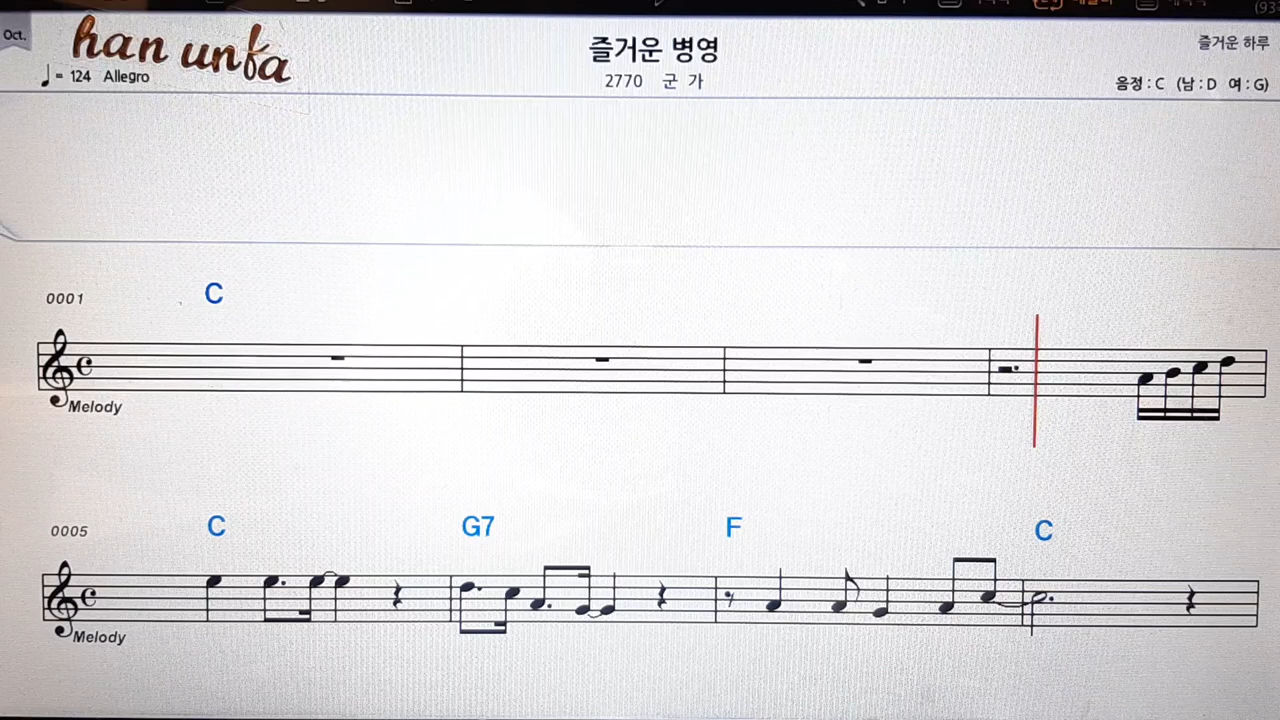 Oct.
han unfa
♩= 124 Allegro
즐거운 병영
2770 군 가
즐거운 하루
음정 : C (남 : D 여 : G)
0001
C
Melody
0005
C G7 F C
Melody